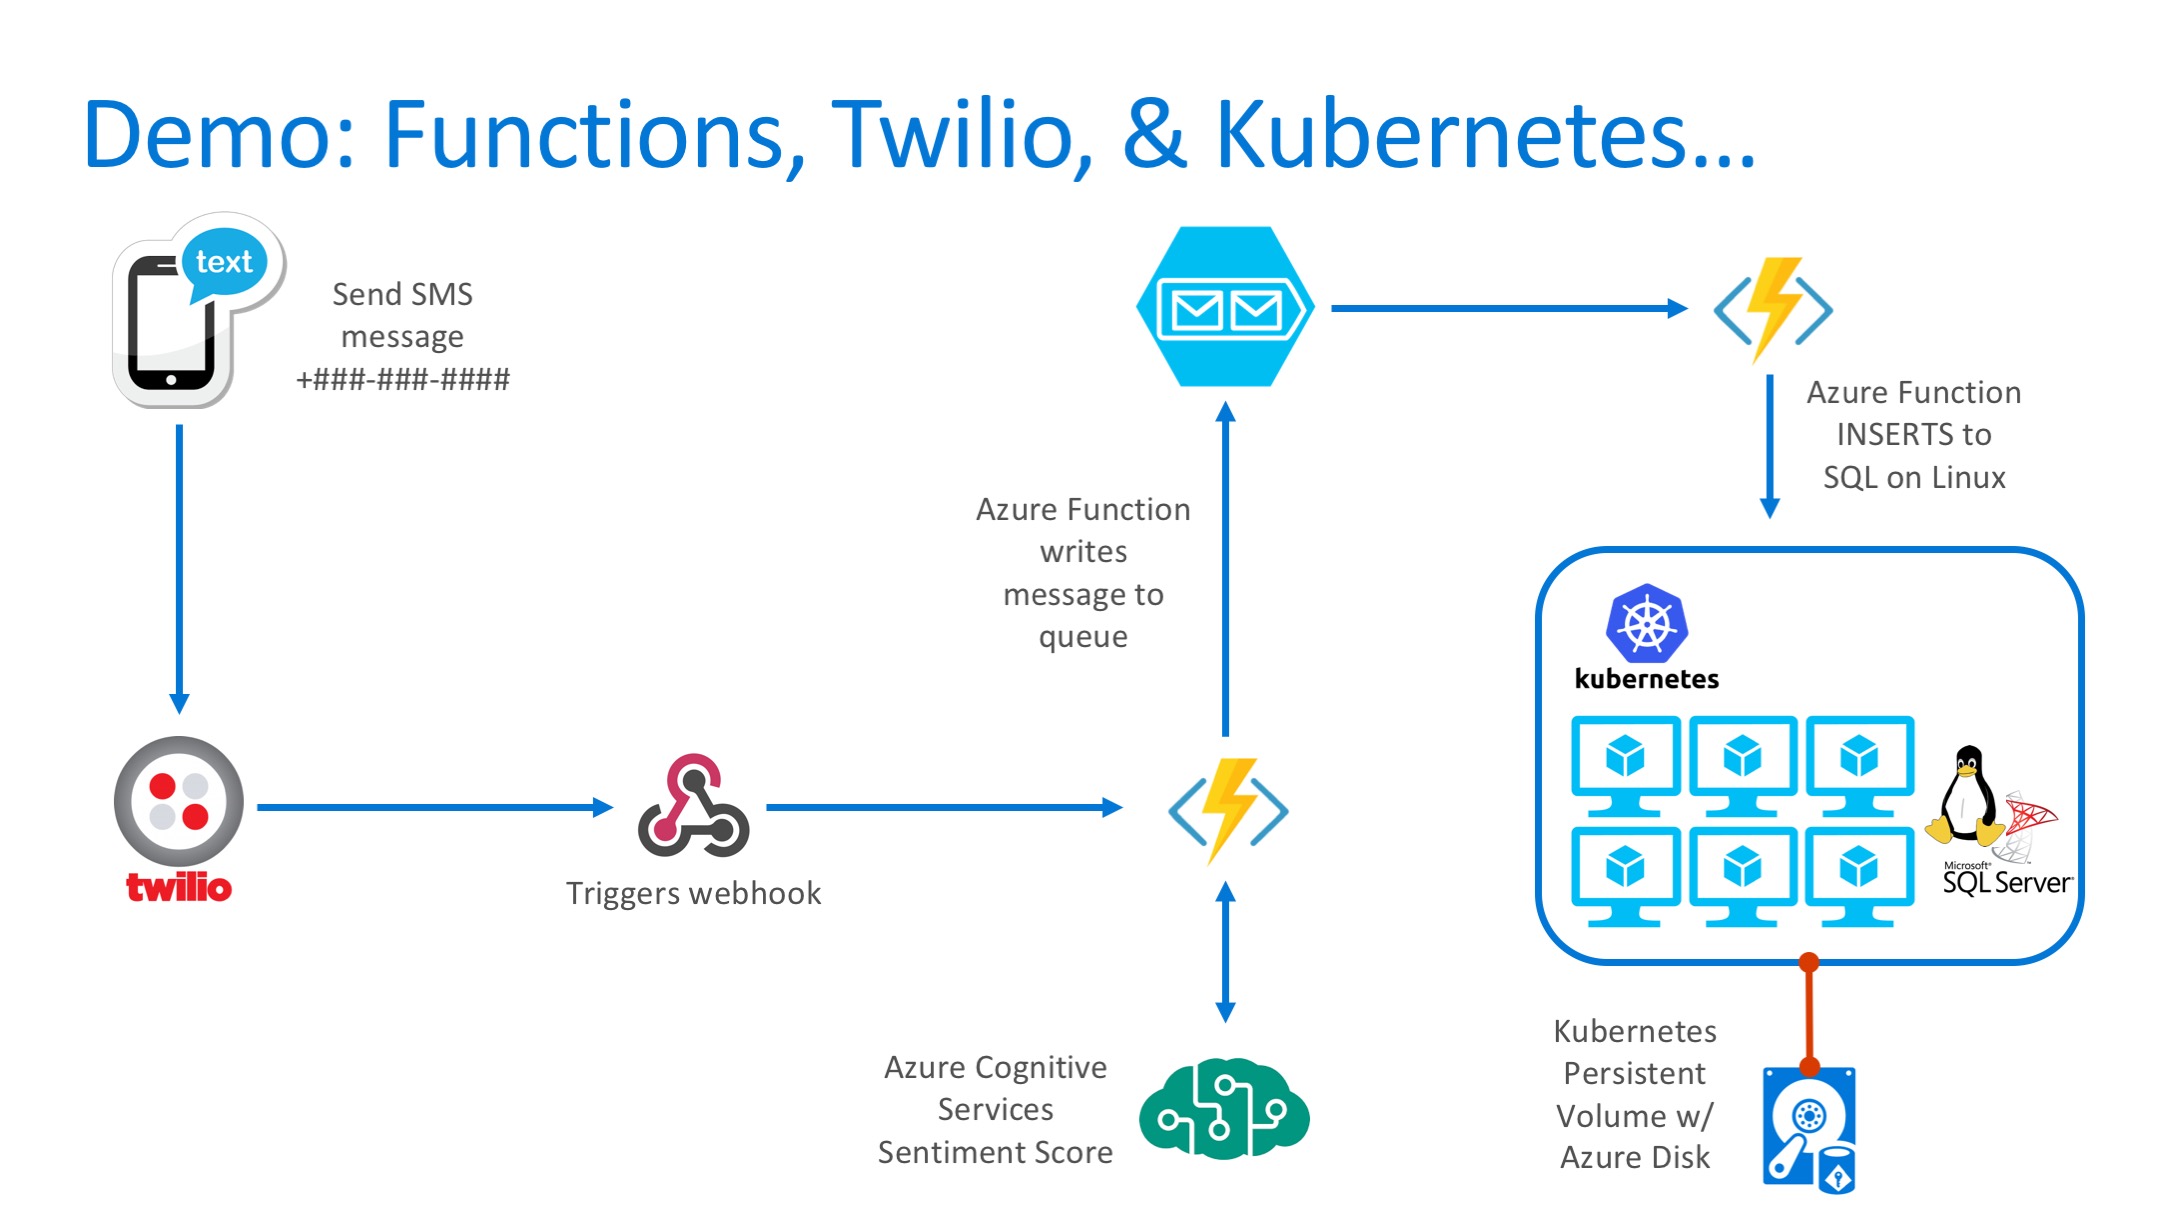 Demo: Functions, Twilio, & Kubernetes...
text
Send SMS
message
+###-###-####
Azure Function
INSERTS to
SQL on Linux
Azure Function
writes
message to
queue
kubernetes
twilio
Triggers webhook
Microsoft®
SQL Server®
Azure Cognitive
Services
Sentiment Score
Kubernetes
Persistent
Volume w/
Azure Disk